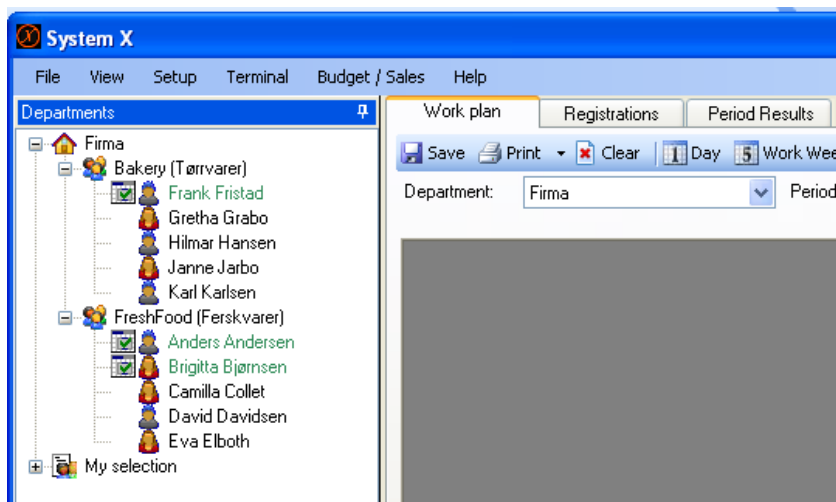 System X
File View Setup Terminal Budget / Sales Help
Departments
Firma
Bakery (Tørrvarer)
Frank Fristad
Gretha Grabo
Hilmar Hansen
Janne Jarbo
Karl Karlsen
FreshFood (Ferskvarer)
Anders Andersen
Brigitta Bjørnsen
Camilla Collet
David Davidsen
Eva Elboth
My selection
Work plan Registrations Period Results
Save Print Clear 1 Day 5 Work Wee
Department: Firma Period